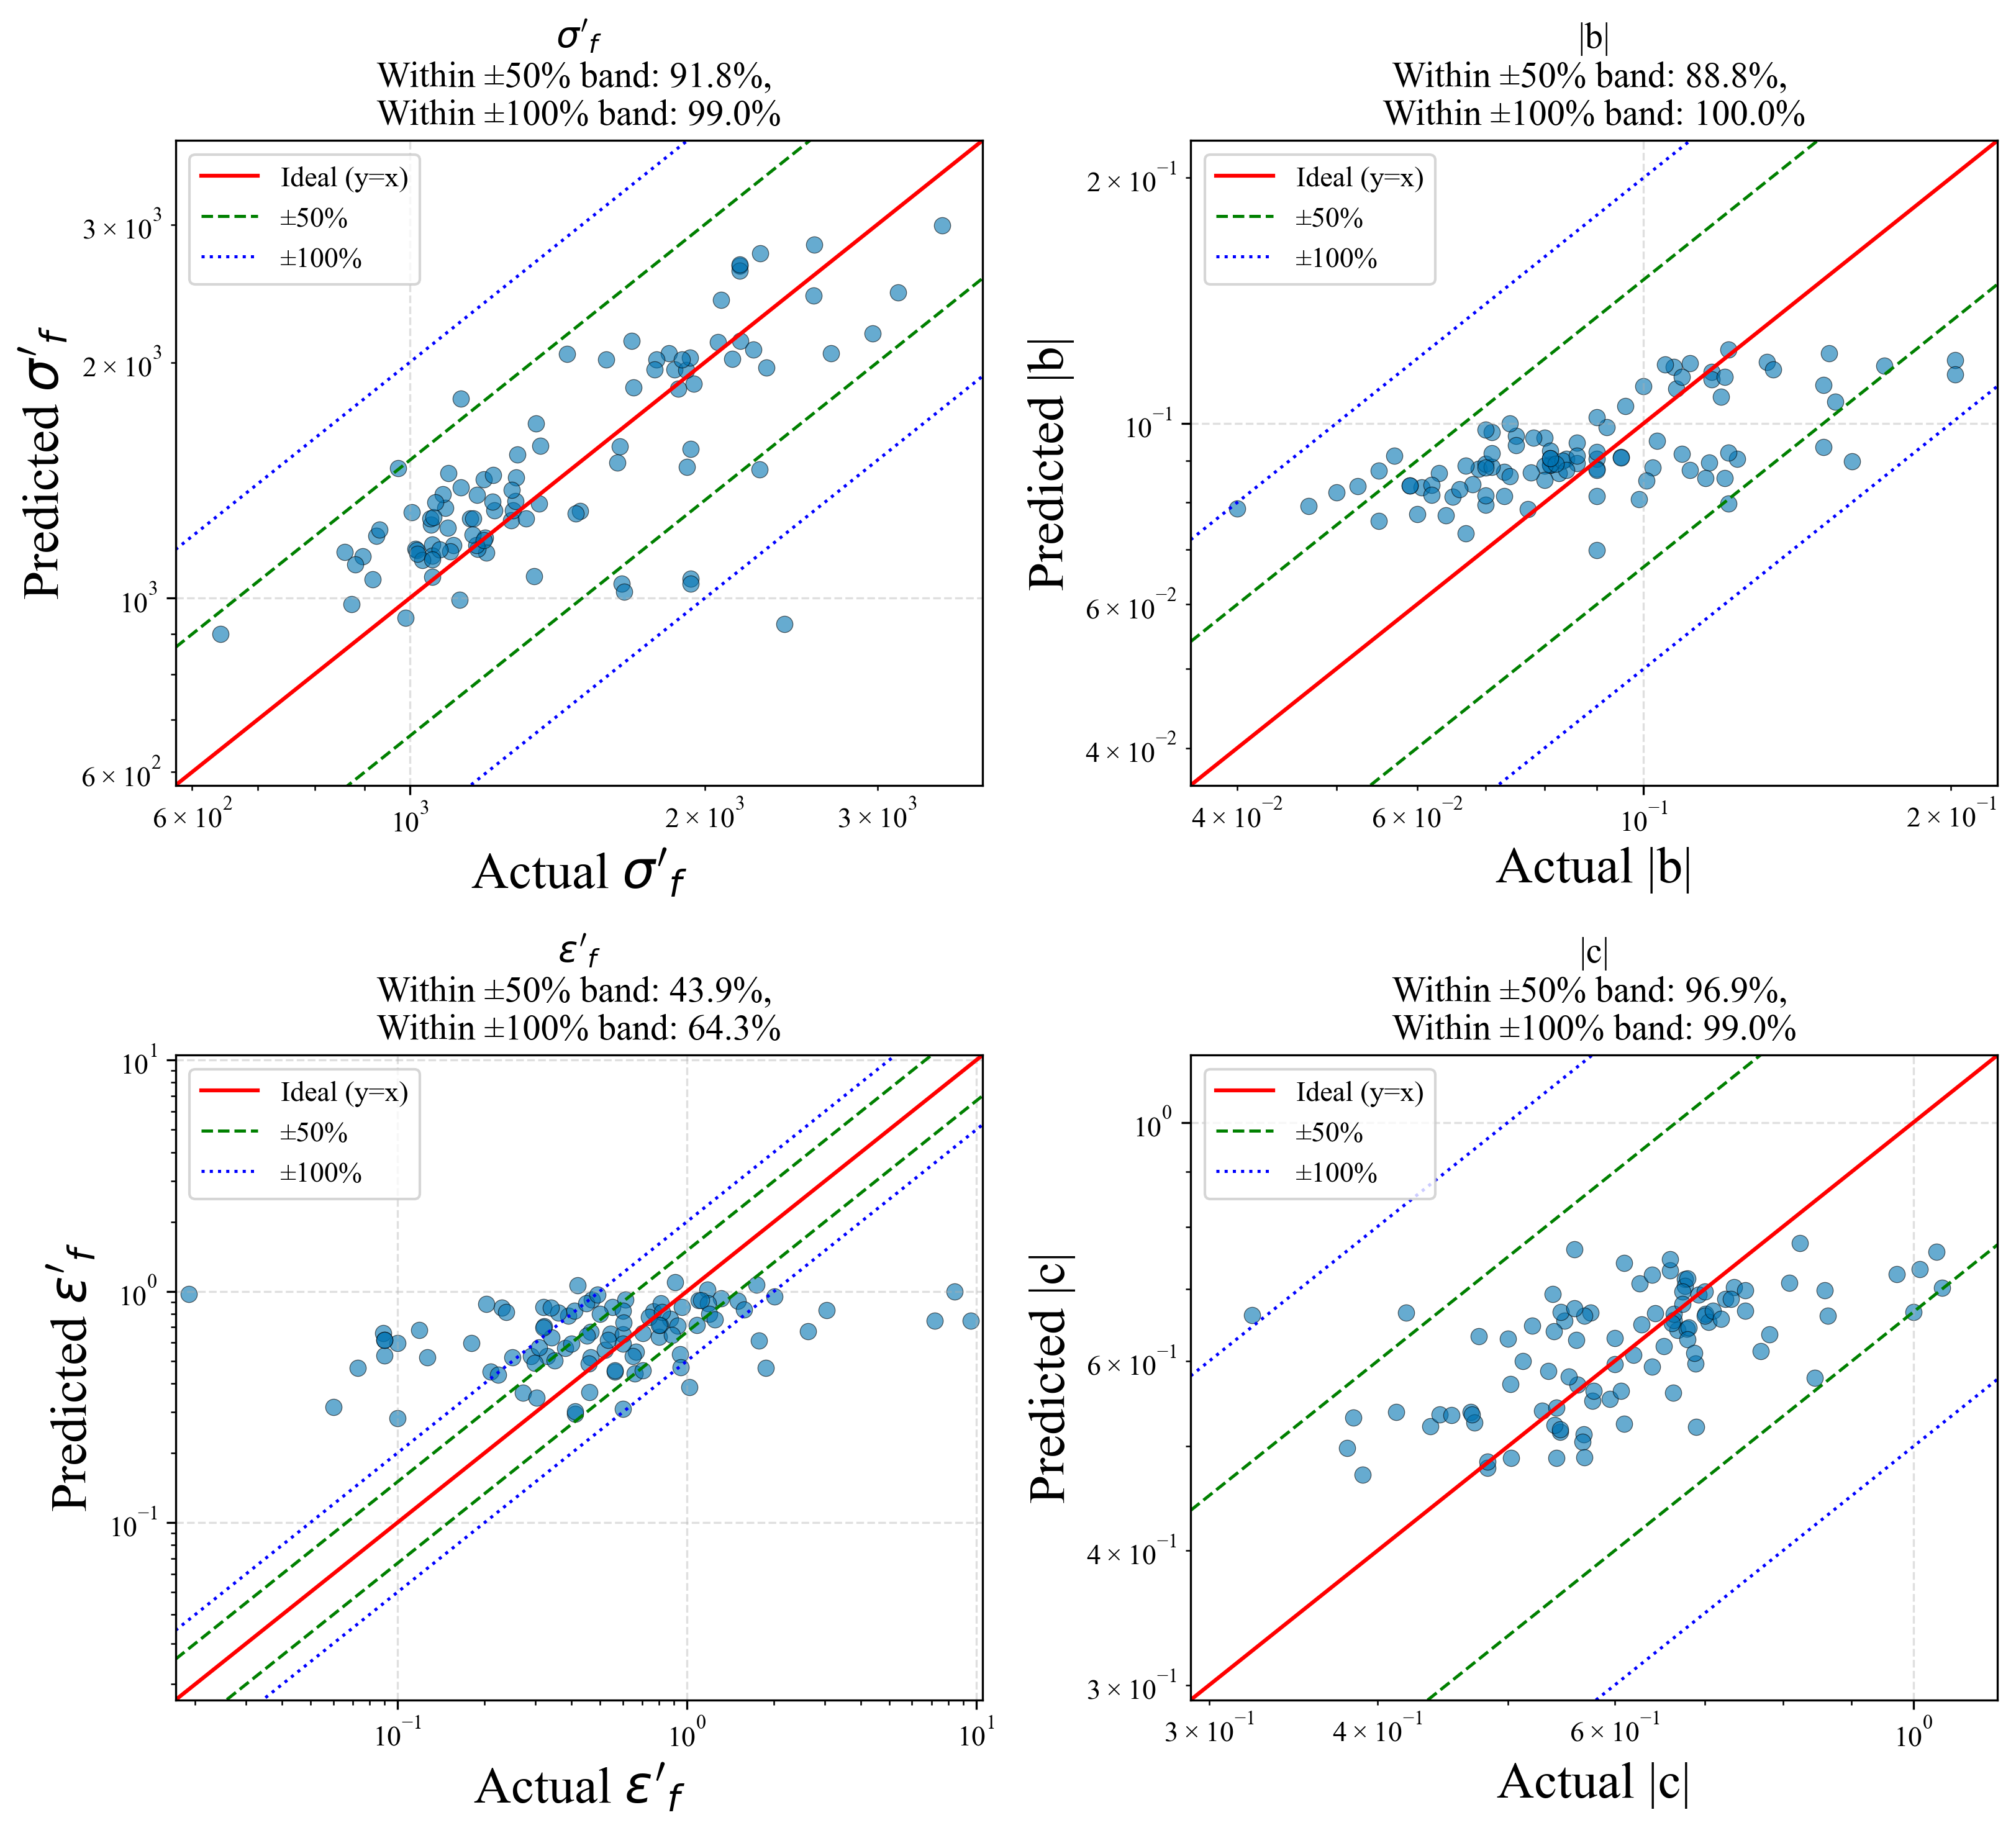 σ′f
Within ±50% band: 91.8%,
Within ±100% band: 99.0%
Ideal (y=x)
±50%
±100%
3 × 10³
2 × 10³
10³
6 × 10²
6 × 10²
10³
2 × 10³
3 × 10³
Predicted σ′f
Actual σ′f
|b|
Within ±50% band: 88.8%,
Within ±100% band: 100.0%
Ideal (y=x)
±50%
±100%
2 × 10⁻¹
10⁻¹
6 × 10⁻²
4 × 10⁻²
4 × 10⁻²
6 × 10⁻²
10⁻¹
2 × 10⁻¹
Predicted |b|
Actual |b|
ε′f
Within ±50% band: 43.9%,
Within ±100% band: 64.3%
Ideal (y=x)
±50%
±100%
10¹
10⁰
10⁻¹
10⁻¹
10⁰
10¹
Predicted ε′f
Actual ε′f
|c|
Within ±50% band: 96.9%,
Within ±100% band: 99.0%
Ideal (y=x)
±50%
±100%
10⁰
6 × 10⁻¹
4 × 10⁻¹
3 × 10⁻¹
3 × 10⁻¹
4 × 10⁻¹
6 × 10⁻¹
10⁰
Predicted |c|
Actual |c|